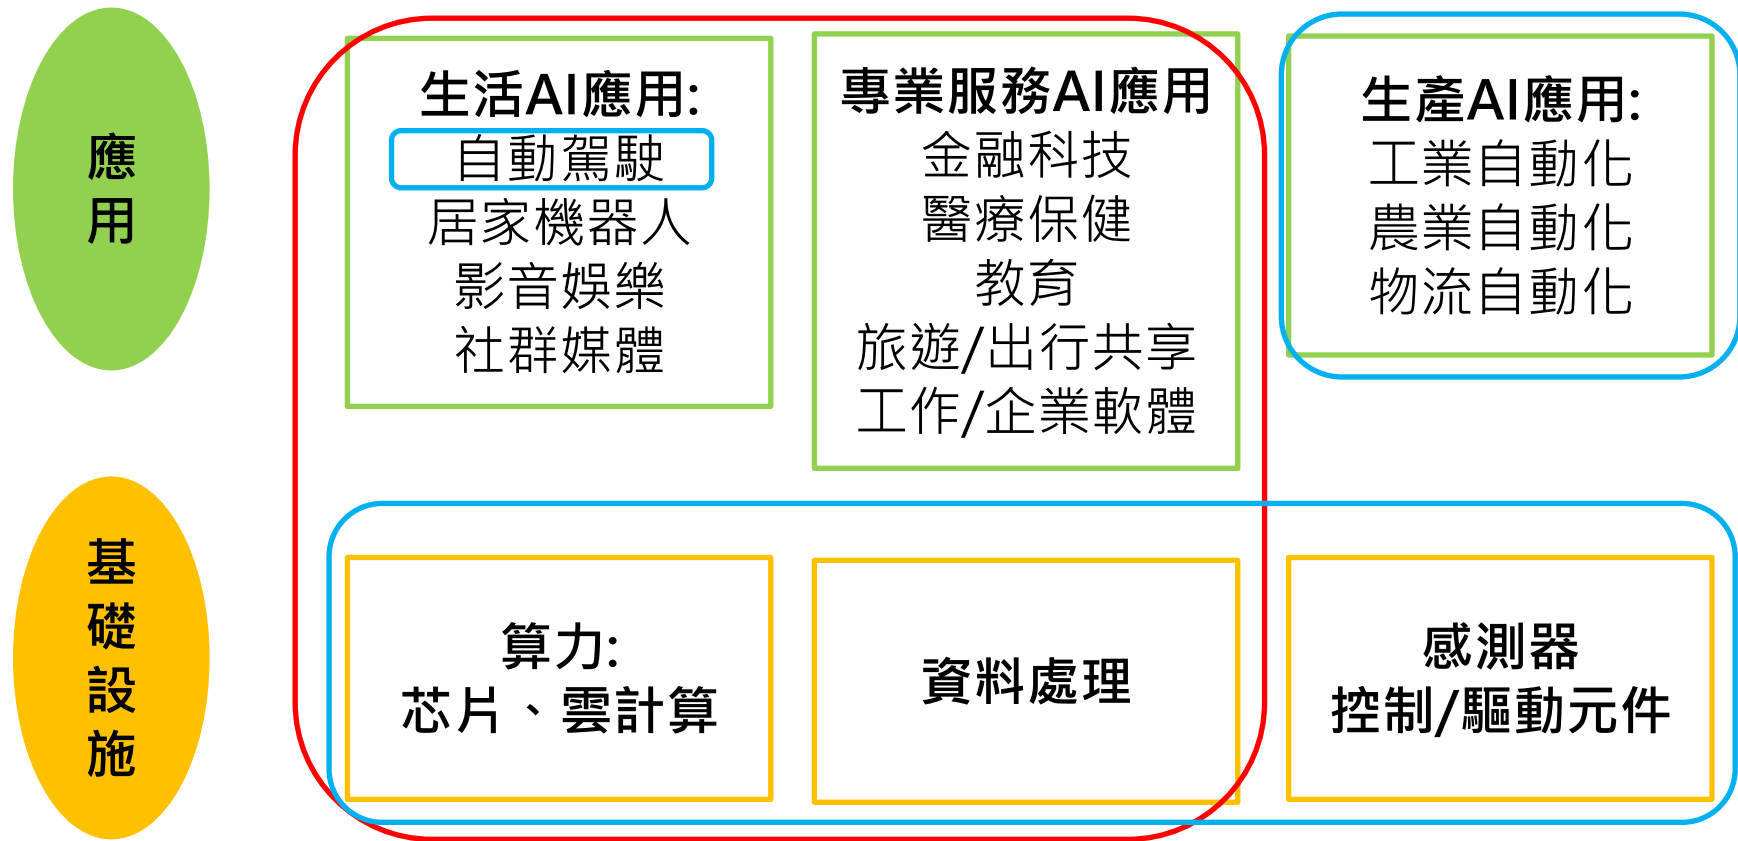 應
用
生活AI應用:
自動駕駛
居家機器人
影音娛樂
社群媒體
專業服務AI應用
金融科技
醫療保健
教育
旅遊/出行共享
工作/企業軟體
生產AI應用:
工業自動化
農業自動化
物流自動化
基
礎
設
施
算力:
芯片、雲計算
資料處理
感測器
控制/驅動元件